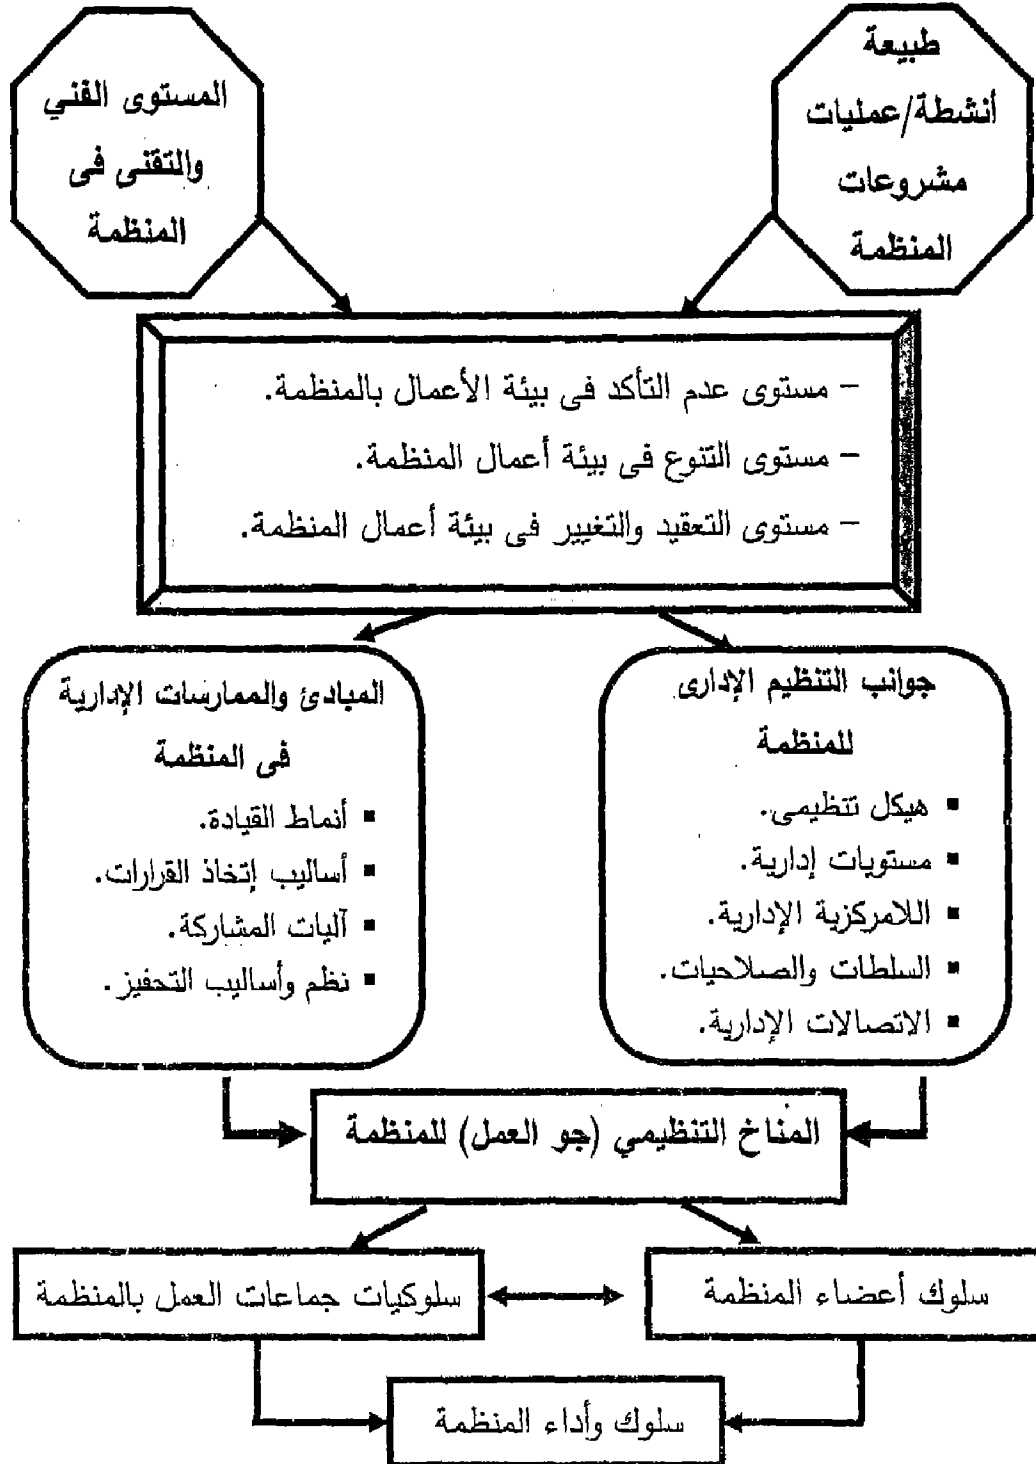 طبيعة
أنشطة/عمليات
مشروعات
المنظمة
المستوى الفني
والتقنى فى
المنظمة
– مستوى عدم التأكد فى بيئة الأعمال بالمنظمة.
– مستوى التنوع فى بيئة أعمال المنظمة.
– مستوى التعقيد والتغيير فى بيئة أعمال المنظمة.
جوانب التنظيم الإدارى
للمنظمة
▪ هيكل تنظيمى.
▪ مستويات إدارية.
▪ اللامركزية الإدارية.
▪ السلطات والصلاحيات.
▪ الاتصالات الإدارية.
المبادئ والممارسات الإدارية
فى المنظمة
▪ أنماط القيادة.
▪ أساليب إتخاذ القرارات.
▪ آليات المشاركة.
▪ نظم وأساليب التحفيز.
المناخ التنظيمي (جو العمل) للمنظمة
سلوك أعضاء المنظمة
سلوكيات جماعات العمل بالمنظمة
سلوك وأداء المنظمة